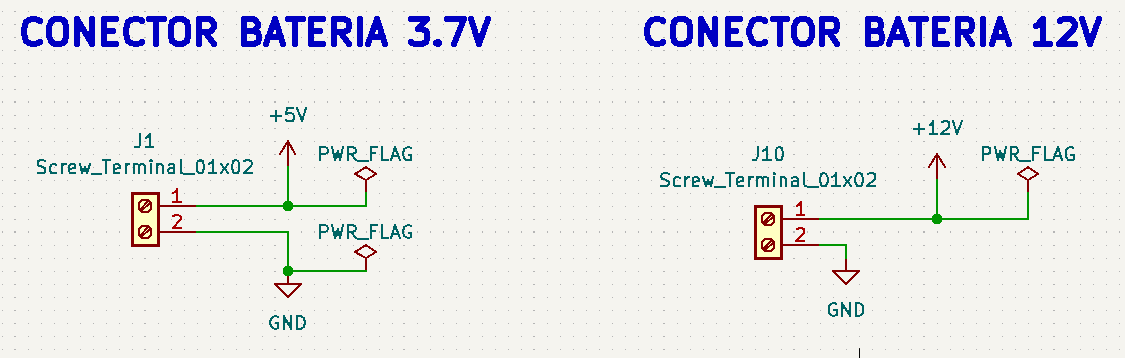 CONECTOR BATERIA 3.7V
+5V
J1
Screw_Terminal_01x02
PWR_FLAG
1
2
PWR_FLAG
GND
CONECTOR BATERIA 12V
+12V
J10
Screw_Terminal_01x02
PWR_FLAG
1
2
GND